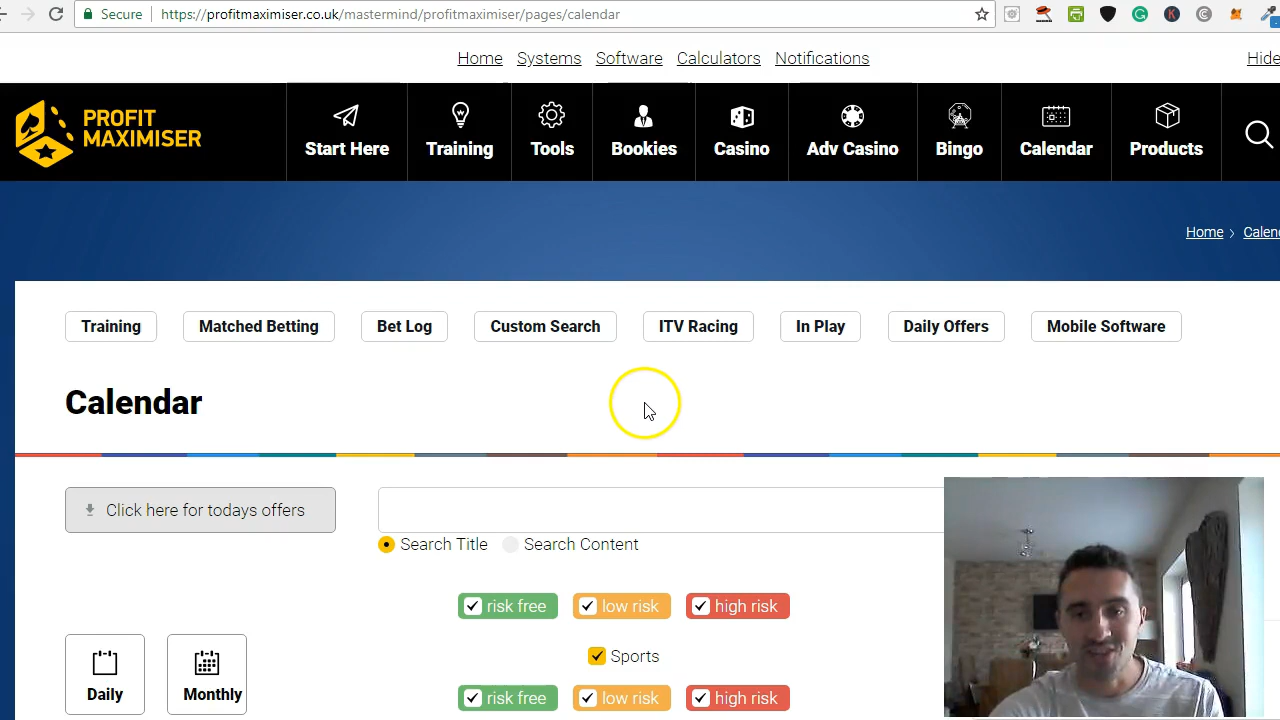 Secure
https://profitmaximiser.co.uk/mastermind/profitmaximiser/pages/calendar
Home Systems Software Calculators Notifications Hide
PROFIT
MAXIMISER
Start Here Training Tools Bookies Casino Adv Casino Bingo Calendar Products
Home > Calen
Training Matched Betting Bet Log Custom Search ITV Racing In Play Daily Offers Mobile Software
Calendar
Click here for todays offers
Search Title Search Content
risk free low risk high risk
Sports
Daily Monthly
risk free low risk high risk